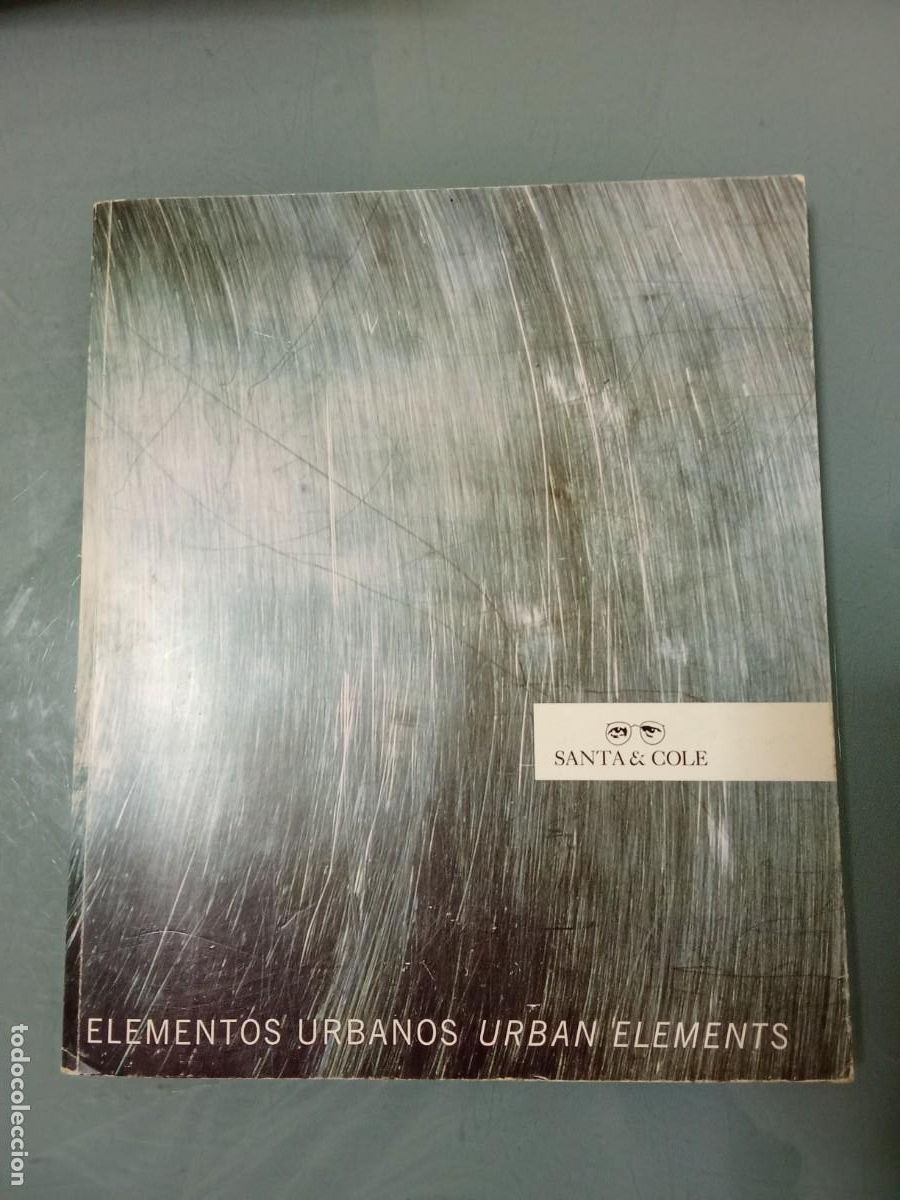 SANTA & COLE
ELEMENTOS URBANOS URBAN ELEMENTS
todocoleccion